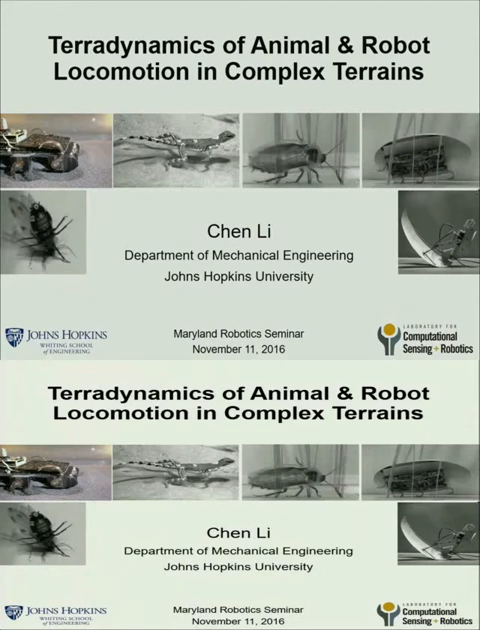 Terradynamics of Animal & Robot
Locomotion in Complex Terrains
Chen Li
Department of Mechanical Engineering
Johns Hopkins University
JOHNS HOPKINS
WHITING SCHOOL
of ENGINEERING
Maryland Robotics Seminar
November 11, 2016
LABORATORY FOR
Computational
Sensing + Robotics
Terradynamics of Animal & Robot
Locomotion in Complex Terrains
Chen Li
Department of Mechanical Engineering
Johns Hopkins University
JOHNS HOPKINS
WHITING SCHOOL
of ENGINEERING
Maryland Robotics Seminar
November 11, 2016
LABORATORY FOR
Computational
Sensing + Robotics